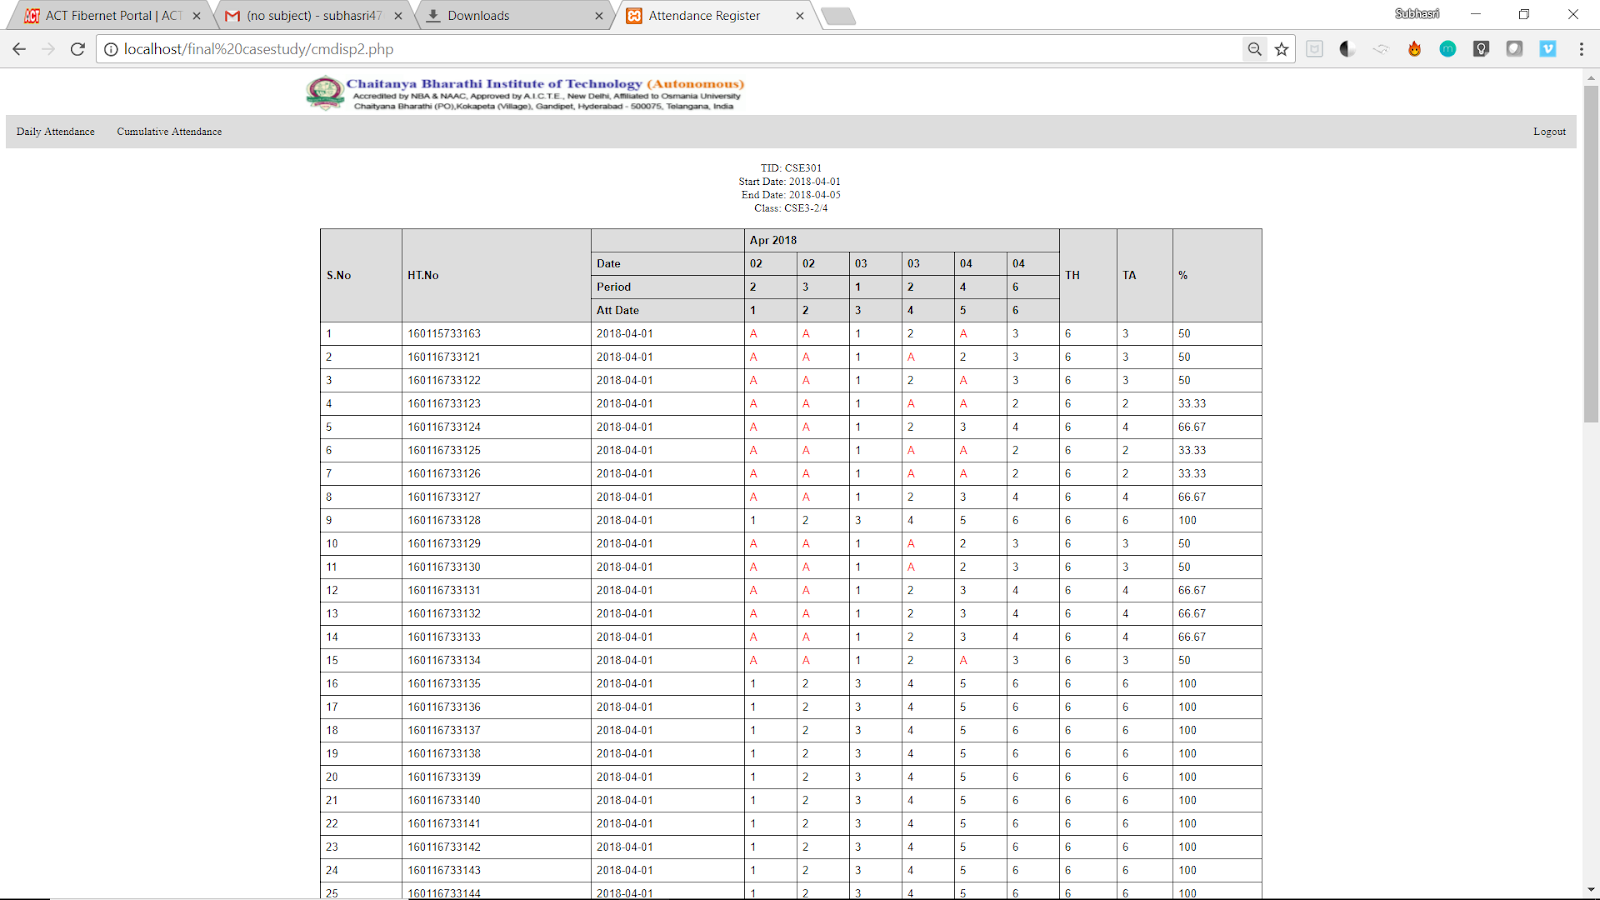 ACT Fibernet Portal | ACT
(no subject) - subhasri47
Downloads
Attendance Register
Subhasri
localhost/final%20casestudy/cmdisp2.php
Chaitanya Bharathi Institute of Technology (Autonomous)
Accredited by NBA & NAAC, Approved by A.I.C.T.E., New Delhi, Affiliated to Osmania University
Chaityana Bharathi (PO),Kokapeta (Village), Gandipet, Hyderabad - 500075, Telangana, India
Daily Attendance Cumulative Attendance Logout
TID: CSE301
Start Date: 2018-04-01
End Date: 2018-04-05
Class: CSE3-2/4
S.No HT.No Apr 2018 TH TA %
Date 02 02 03 03 04 04
Period 2 3 1 2 4 6
Att Date 1 2 3 4 5 6
1 160115733163 2018-04-01 A A 1 2 A 3 6 3 50
2 160116733121 2018-04-01 A A 1 A 2 3 6 3 50
3 160116733122 2018-04-01 A A 1 2 A 3 6 3 50
4 160116733123 2018-04-01 A A 1 A A 2 6 2 33.33
5 160116733124 2018-04-01 A A 1 2 3 4 6 4 66.67
6 160116733125 2018-04-01 A A 1 A A 2 6 2 33.33
7 160116733126 2018-04-01 A A 1 A A 2 6 2 33.33
8 160116733127 2018-04-01 A A 1 2 3 4 6 4 66.67
9 160116733128 2018-04-01 1 2 3 4 5 6 6 6 100
10 160116733129 2018-04-01 A A 1 A 2 3 6 3 50
11 160116733130 2018-04-01 A A 1 A 2 3 6 3 50
12 160116733131 2018-04-01 A A 1 2 3 4 6 4 66.67
13 160116733132 2018-04-01 A A 1 2 3 4 6 4 66.67
14 160116733133 2018-04-01 A A 1 2 3 4 6 4 66.67
15 160116733134 2018-04-01 A A 1 2 A 3 6 3 50
16 160116733135 2018-04-01 1 2 3 4 5 6 6 6 100
17 160116733136 2018-04-01 1 2 3 4 5 6 6 6 100
18 160116733137 2018-04-01 1 2 3 4 5 6 6 6 100
19 160116733138 2018-04-01 1 2 3 4 5 6 6 6 100
20 160116733139 2018-04-01 1 2 3 4 5 6 6 6 100
21 160116733140 2018-04-01 1 2 3 4 5 6 6 6 100
22 160116733141 2018-04-01 1 2 3 4 5 6 6 6 100
23 160116733142 2018-04-01 1 2 3 4 5 6 6 6 100
24 160116733143 2018-04-01 1 2 3 4 5 6 6 6 100
25 160116733144 2018-04-01 1 2 3 4 5 6 6 6 100